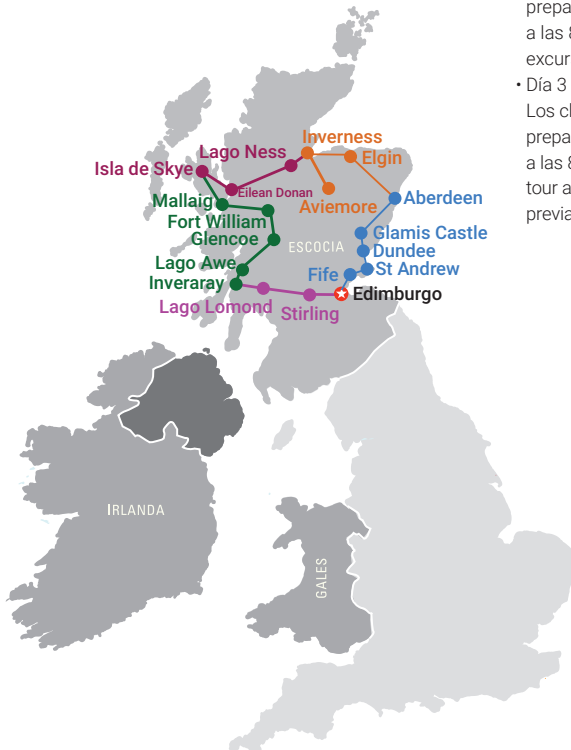 prepa
a las 8
excur
• Día 3
Los cl
prepa
a las 8
tour a
previa
Inverness
Lago Ness
Elgin
Isla de Skye
Eilean Donan
Mallaig
Aviemore
Aberdeen
Fort William
Glencoe
ESCOCIA
Glamis Castle
Dundee
Lago Awe
St Andrew
Fife
Inveraray
Edimburgo
Lago Lomond
Stirling
IRLANDA
GALES